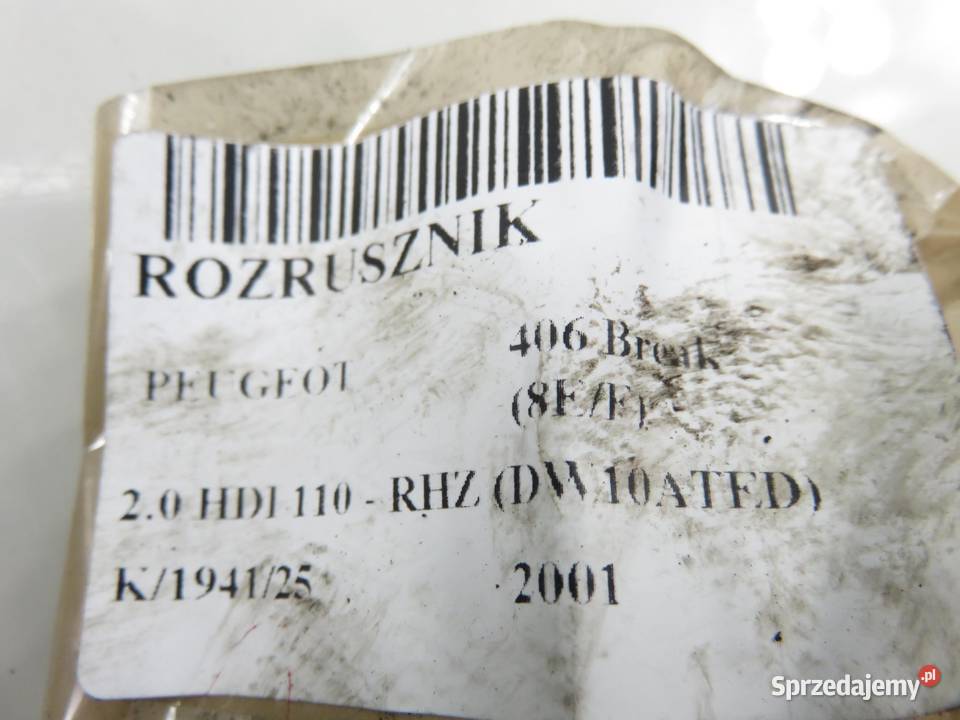 ROZRUSZNIK
406 Break
PEUGEOT
(8E/F)
2.0 HDI 110 - RHZ (DW10ATED)
K/1941/25 2001
Sprzedajemy.pl